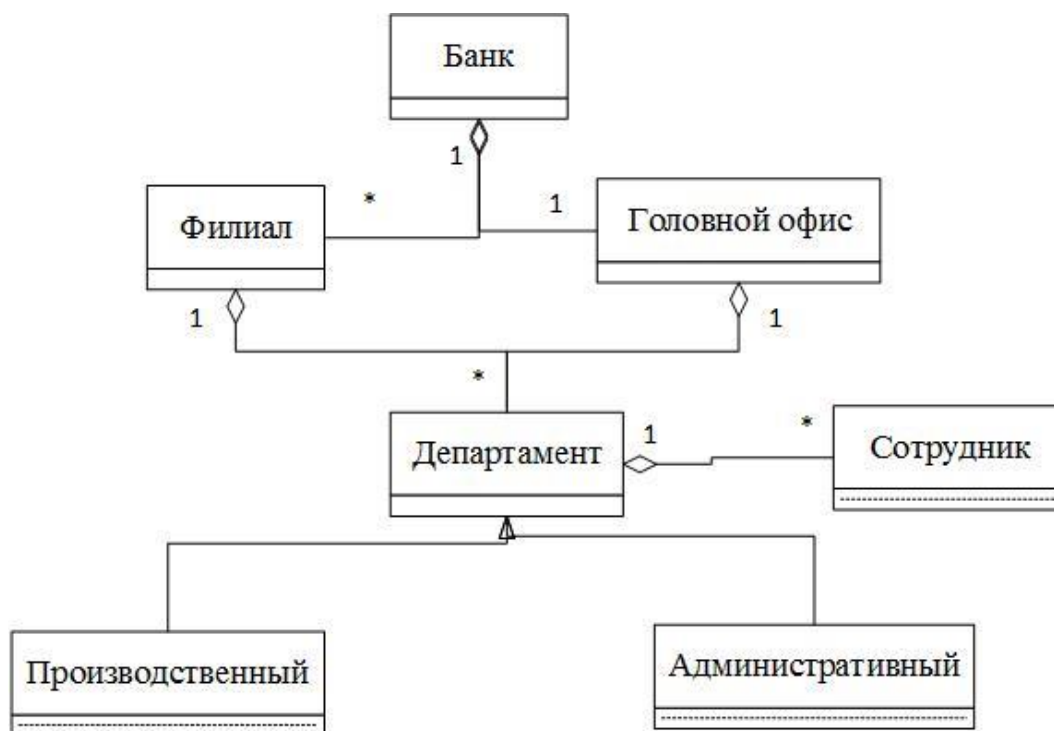 Банк
1
Филиал
*
1
Головной офис
1
1
*
Департамент
1
*
Сотрудник
Производственный
Административный